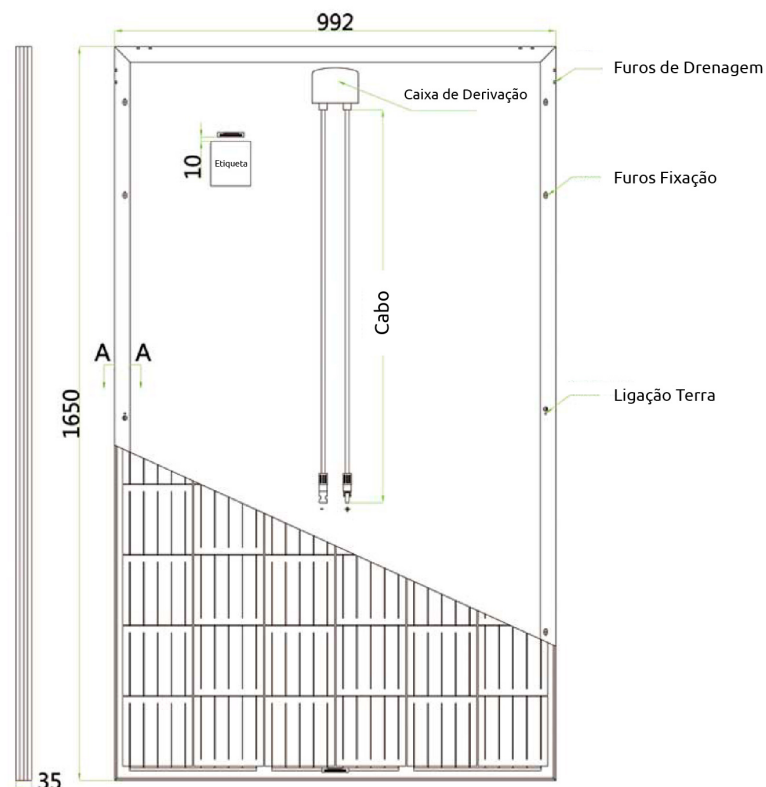 992
Furos de Drenagem
Caixa de Derivação
10
Etiqueta
Furos Fixação
Cabo
A A
1650
Ligação Terra
- +
35